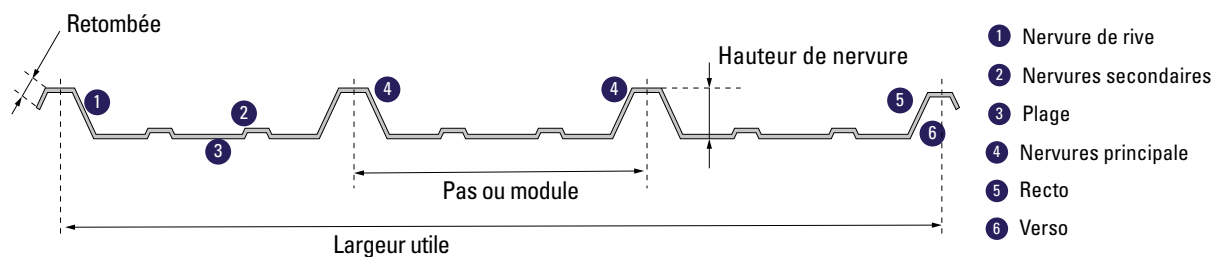 Retombée
Hauteur de nervure
1
2
3
4
4
5
6
Pas ou module
Largeur utile
1 Nervure de rive
2 Nervures secondaires
3 Plage
4 Nervures principale
5 Recto
6 Verso